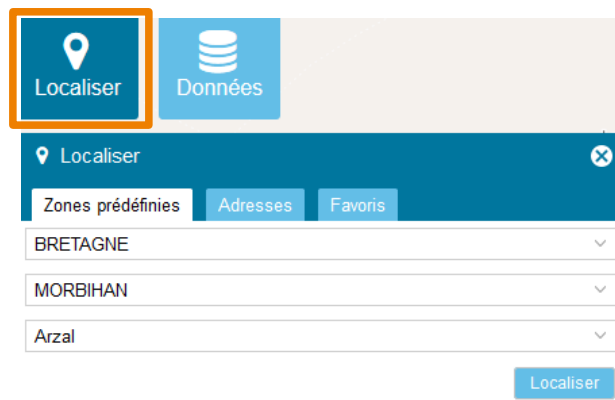 Localiser
Données
Localiser
Zones prédéfinies
Adresses
Favoris
BRETAGNE
MORBIHAN
Arzal
Localiser